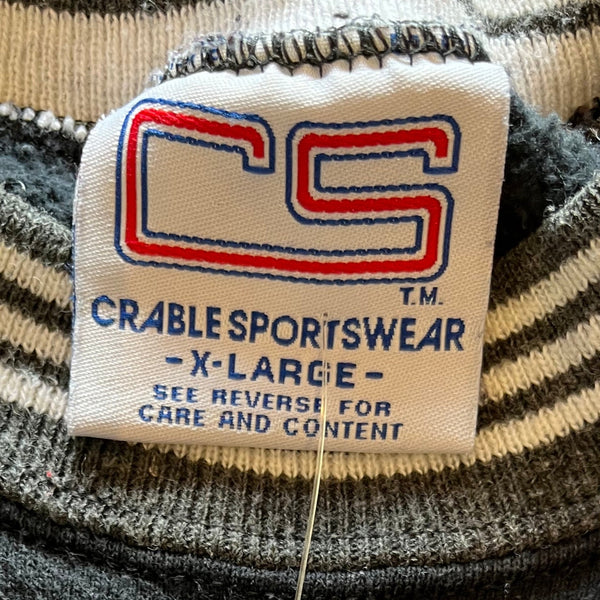 CS
T.M.
CRABLE SPORTSWEAR
- X-LARGE -
SEE REVERSE FOR
CARE AND CONTENT